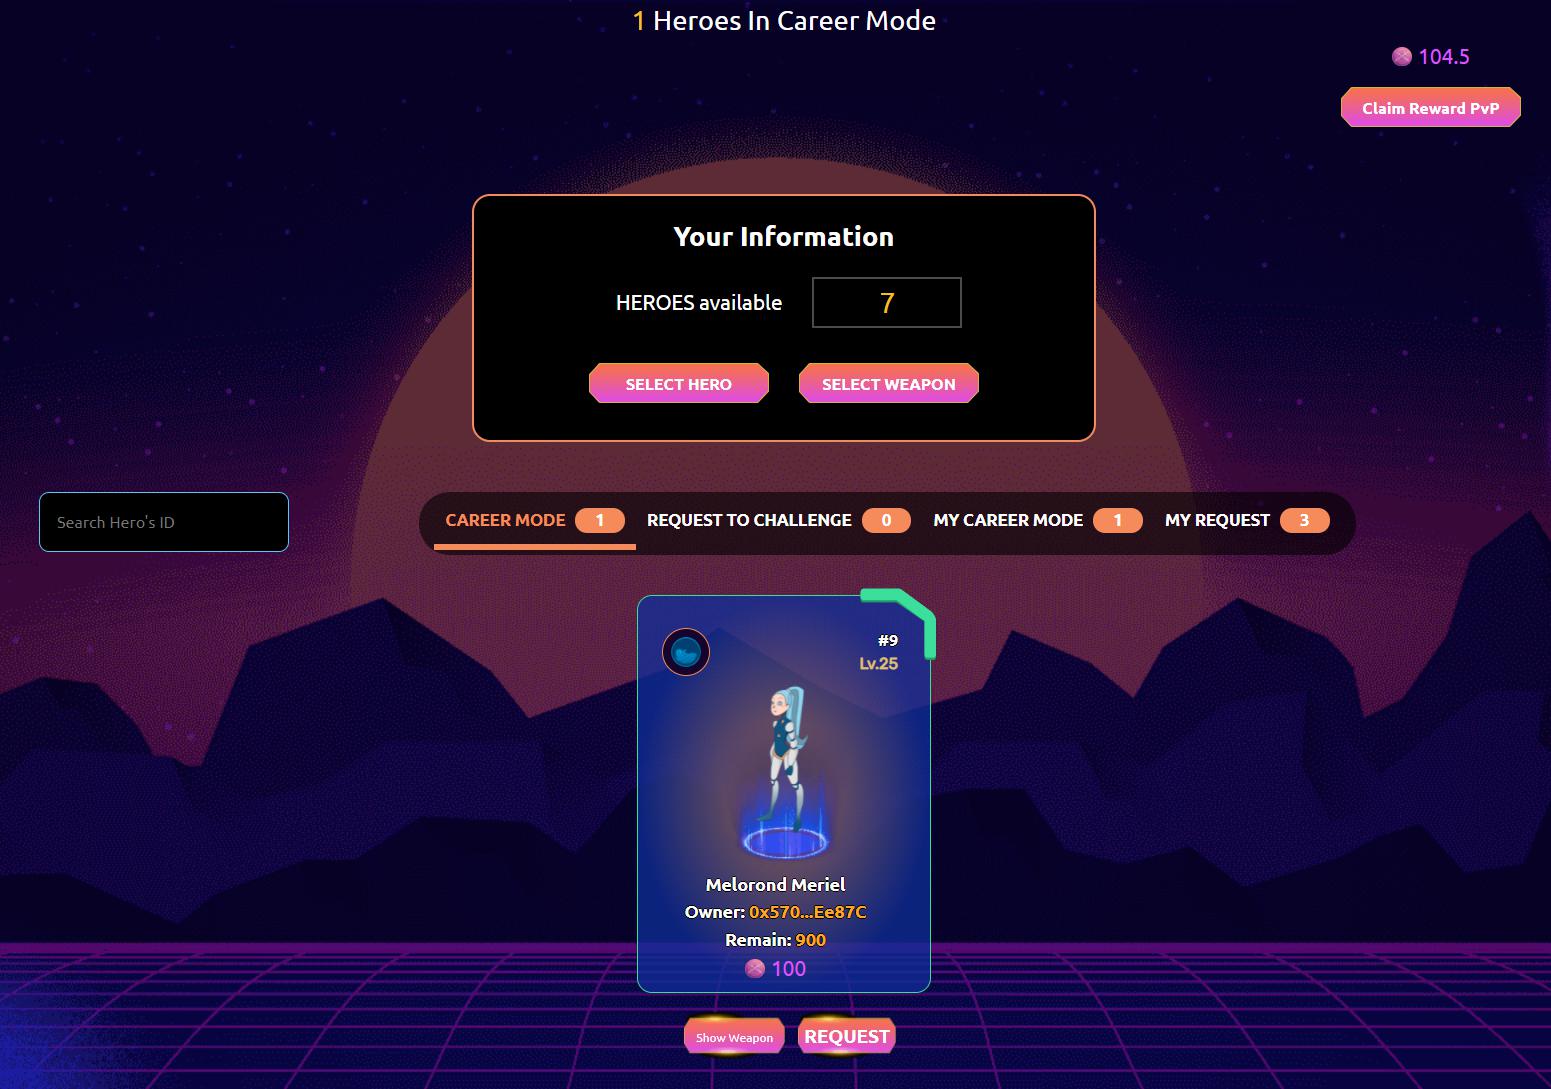 1 Heroes In Career Mode
104.5
Claim Reward PvP
Your Information
HEROES available 7
SELECT HERO SELECT WEAPON
Search Hero's ID
CAREER MODE 1 REQUEST TO CHALLENGE 0 MY CAREER MODE 1 MY REQUEST 3
#9
Lv.25
Melorond Meriel
Owner: 0x570...Ee87C
Remain: 900
100
Show Weapon REQUEST